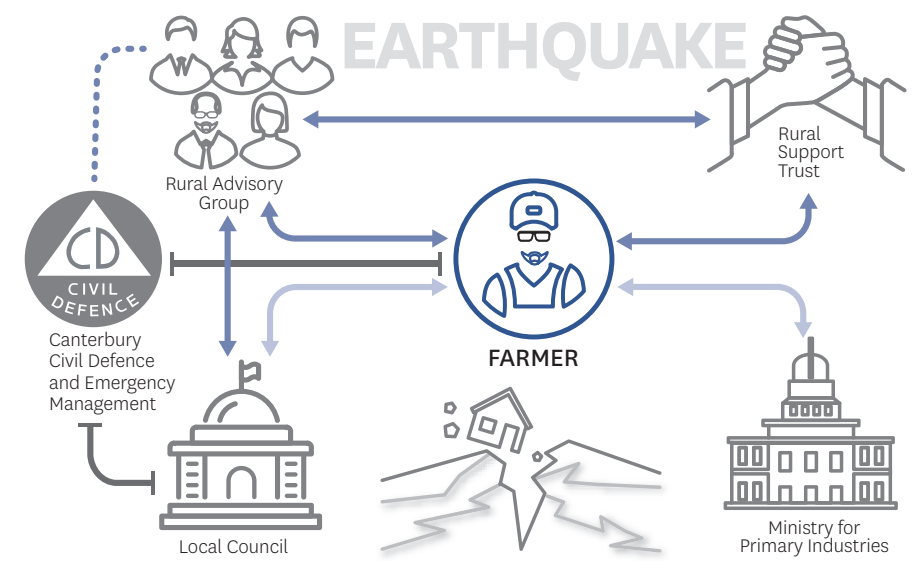 EARTHQUAKE
Rural
Support
Trust
Rural Advisory
Group
CD
CIVIL
DEFENCE
Canterbury
Civil Defence
and Emergency
Management
FARMER
Local Council
Ministry for
Primary Industries